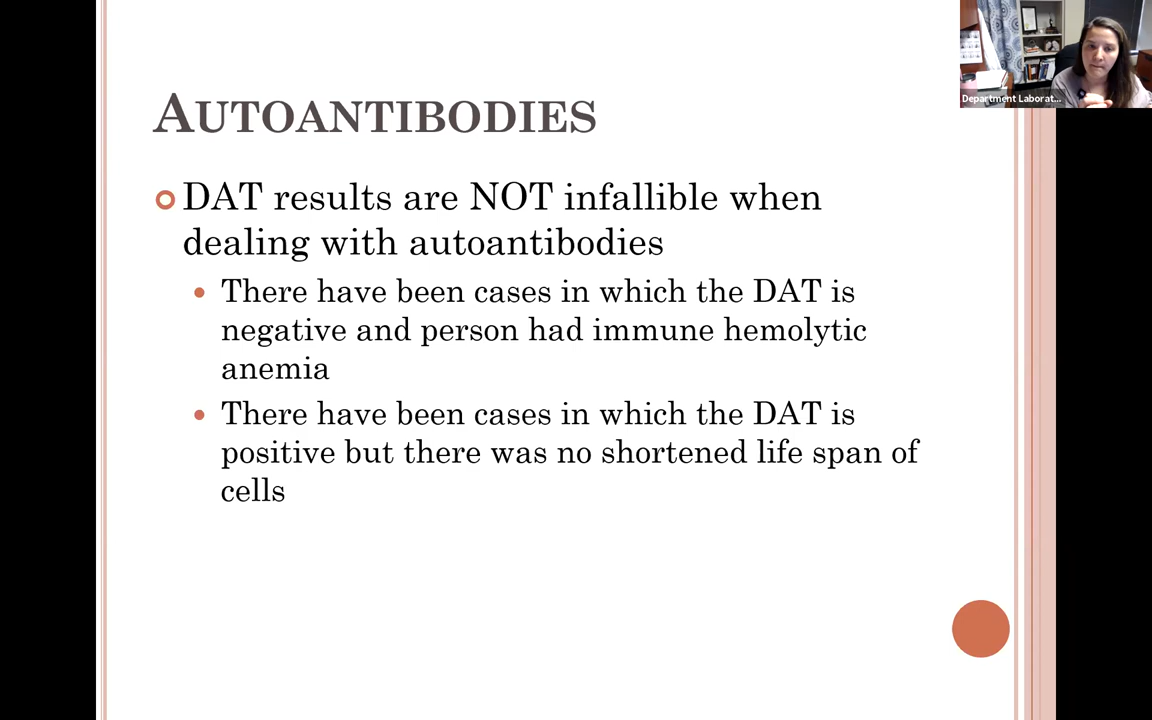 AUTOANTIBODIES
DAT results are NOT infallible when
dealing with autoantibodies
There have been cases in which the DAT is
negative and person had immune hemolytic
anemia
There have been cases in which the DAT is
positive but there was no shortened life span of
cells
Department Laborat...